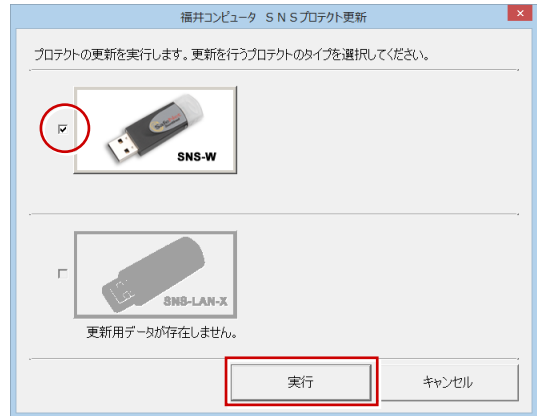 福井コンピュータ SNSプロテクト更新
プロテクトの更新を実行します。更新を行うプロテクトのタイプを選択してください。
SNS-W
SNS-LAN-X
更新用データが存在しません。
実行
キャンセル